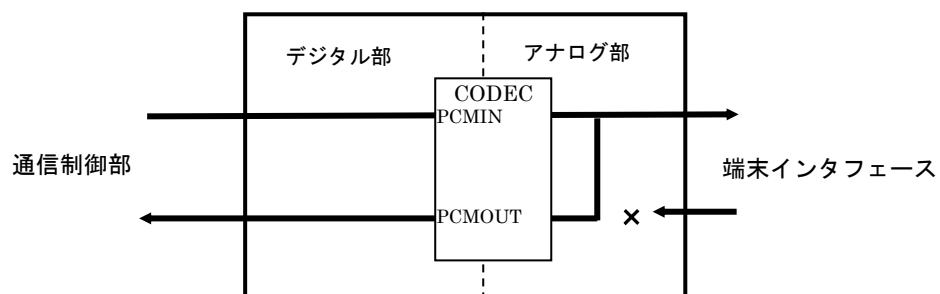 デジタル部
アナログ部
CODEC
PCMIN
通信制御部
端末インタフェース
PCMOUT
×